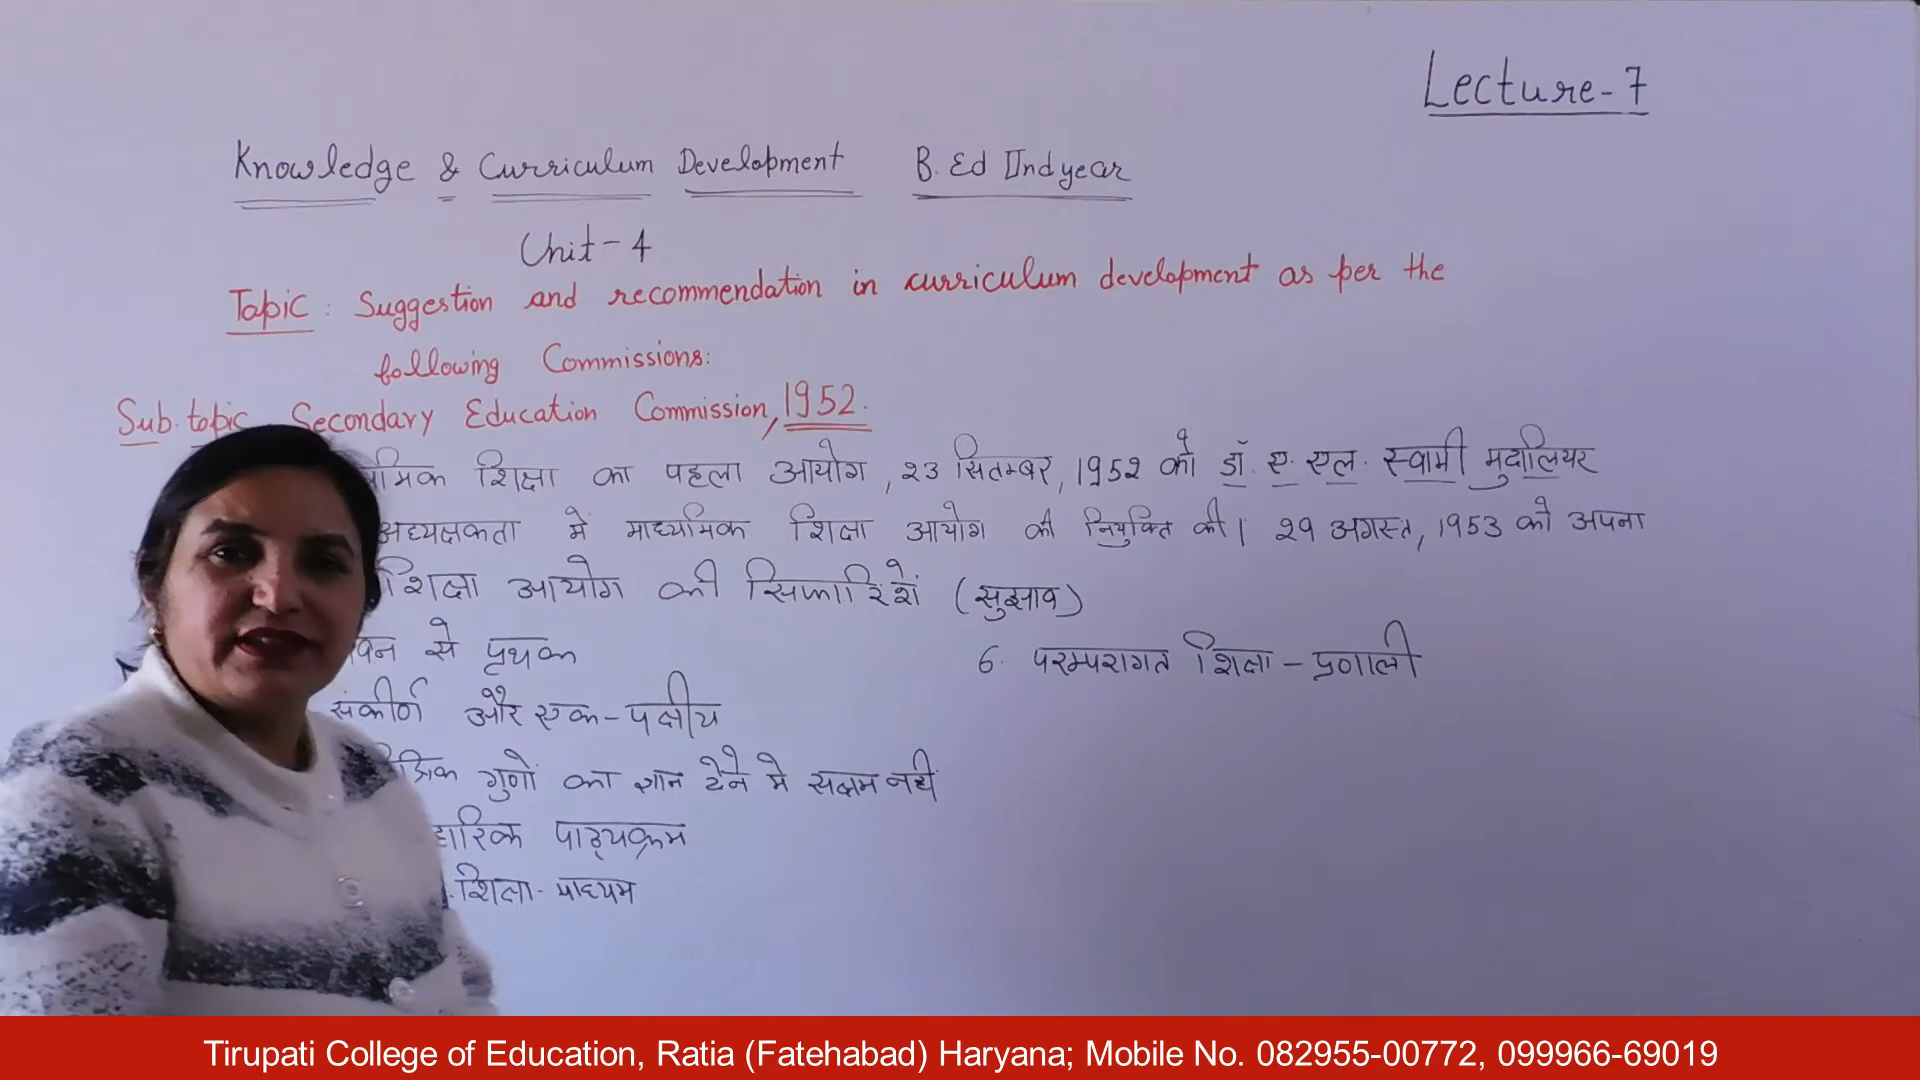 Lecture-7
Knowledge & Curriculum Development B.Ed IInd year
Unit-4
Topic: Suggestion and recommendation in curriculum development as per the
following Commissions:
Sub.topic Secondary Education Commission, 1952.
शिक्षा का पहला आयोग, 23 सितम्बर, 1952 को डॉ. ए. एल. स्वामी मुदालियर
अध्यक्षकता में माध्यमिक शिक्षा आयोग की नियुक्ति की। 29 अगस्त, 1953 को अपना
शिक्षा आयोग की सिफारिशें (सुझाव)
से पृथक
6. परम्परागत शिक्षा - प्रणाली
संकीर्ण और एक-पक्षीय
गुणों का ज्ञान देने मे सक्षम नहीं
पाठ्यक्रम
शिक्षा - माध्यम
Tirupati College of Education, Ratia (Fatehabad) Haryana; Mobile No. 082955-00772, 099966-69019